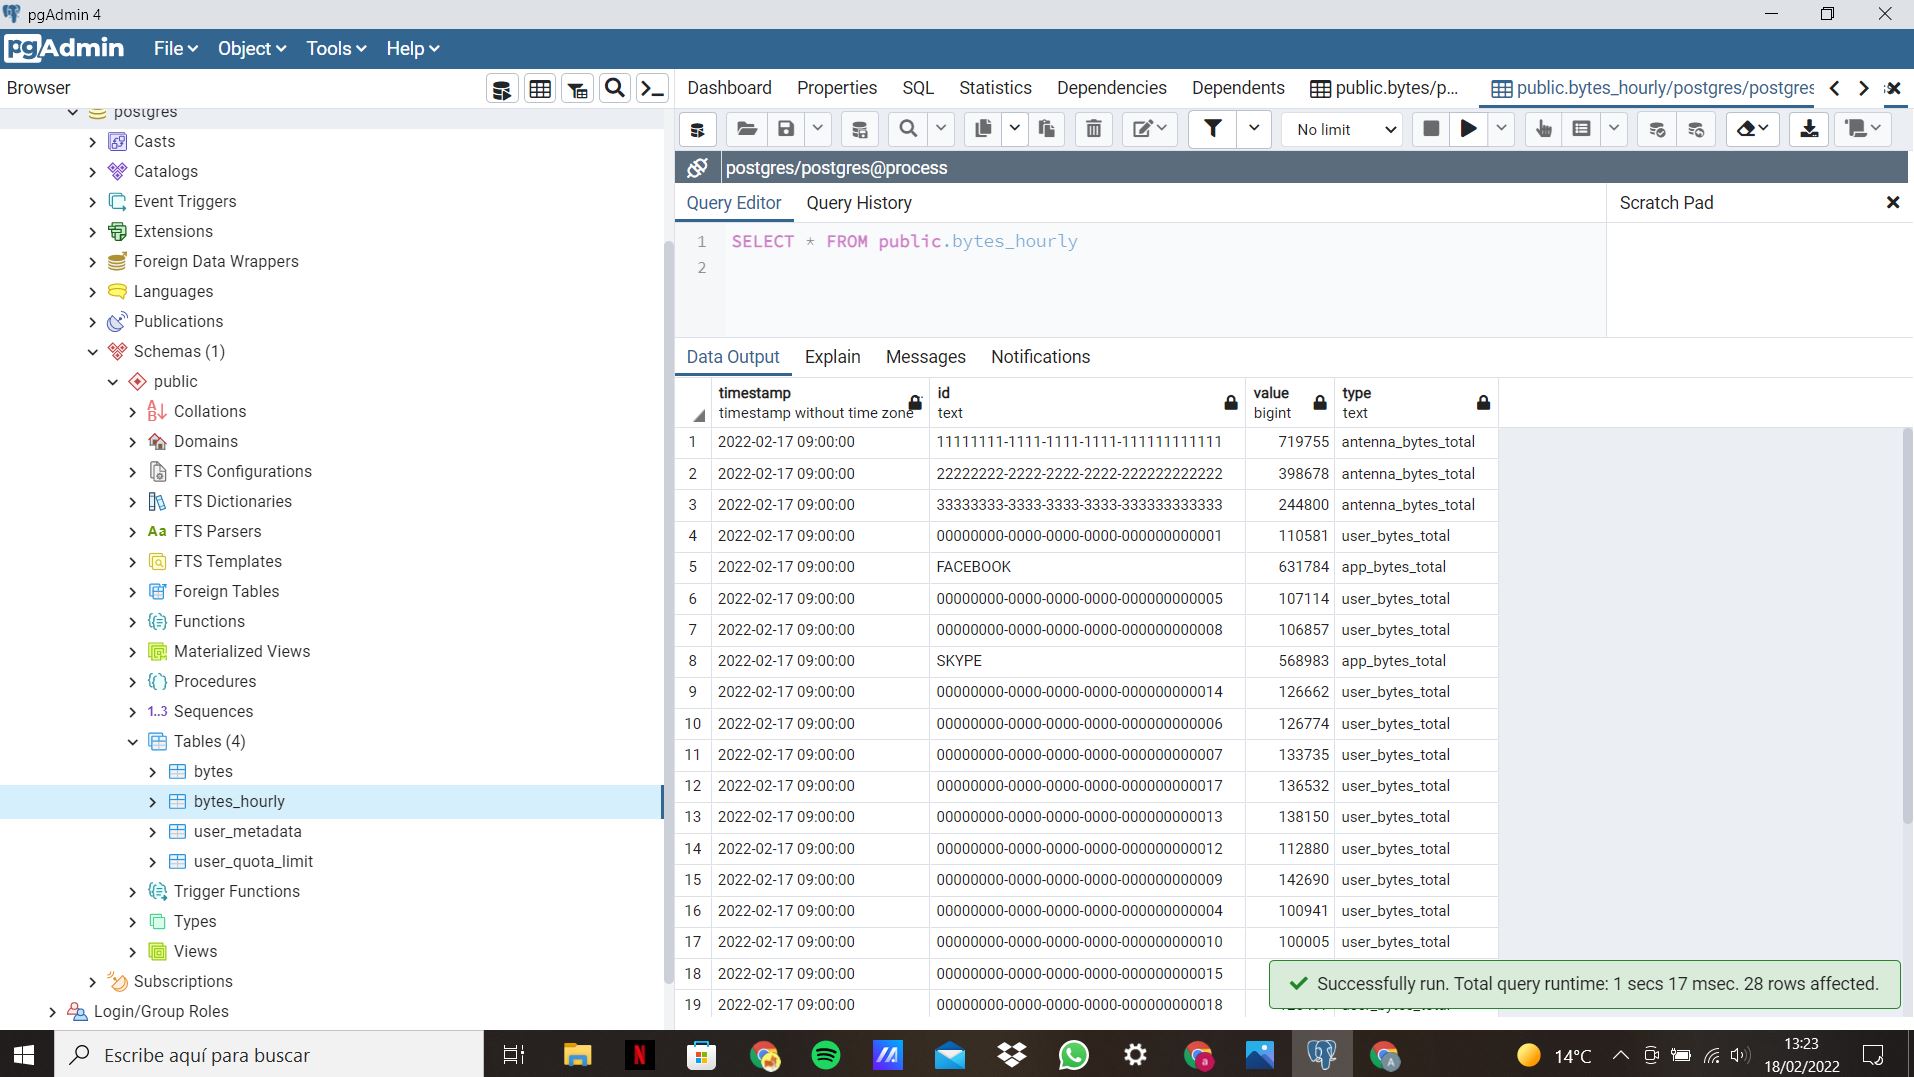 pgAdmin 4
pgAdmin File Object Tools Help
Browser
Dashboard Properties SQL Statistics Dependencies Dependents public.bytes/p... public.bytes_hourly/postgres/postgres
No limit
postgres/postgres@process
Query Editor Query History
Scratch Pad
1 SELECT * FROM public.bytes_hourly
2
postgres
Casts
Catalogs
Event Triggers
Extensions
Foreign Data Wrappers
Languages
Publications
Schemas (1)
public
Collations
Domains
FTS Configurations
FTS Dictionaries
Aa FTS Parsers
FTS Templates
Foreign Tables
Functions
Materialized Views
Procedures
1..3 Sequences
Tables (4)
bytes
bytes_hourly
user_metadata
user_quota_limit
Trigger Functions
Types
Views
Subscriptions
Login/Group Roles
Data Output Explain Messages Notifications
timestamp id value type
timestamp without time zone text bigint text
1 2022-02-17 09:00:00 11111111-1111-1111-1111-111111111111 719755 antenna_bytes_total
2 2022-02-17 09:00:00 22222222-2222-2222-2222-222222222222 398678 antenna_bytes_total
3 2022-02-17 09:00:00 33333333-3333-3333-3333-333333333333 244800 antenna_bytes_total
4 2022-02-17 09:00:00 00000000-0000-0000-0000-000000000001 110581 user_bytes_total
5 2022-02-17 09:00:00 FACEBOOK 631784 app_bytes_total
6 2022-02-17 09:00:00 00000000-0000-0000-0000-000000000005 107114 user_bytes_total
7 2022-02-17 09:00:00 00000000-0000-0000-0000-000000000008 106857 user_bytes_total
8 2022-02-17 09:00:00 SKYPE 568983 app_bytes_total
9 2022-02-17 09:00:00 00000000-0000-0000-0000-000000000014 126662 user_bytes_total
10 2022-02-17 09:00:00 00000000-0000-0000-0000-000000000006 126774 user_bytes_total
11 2022-02-17 09:00:00 00000000-0000-0000-0000-000000000007 133735 user_bytes_total
12 2022-02-17 09:00:00 00000000-0000-0000-0000-000000000017 136532 user_bytes_total
13 2022-02-17 09:00:00 00000000-0000-0000-0000-000000000013 138150 user_bytes_total
14 2022-02-17 09:00:00 00000000-0000-0000-0000-000000000012 112880 user_bytes_total
15 2022-02-17 09:00:00 00000000-0000-0000-0000-000000000009 142690 user_bytes_total
16 2022-02-17 09:00:00 00000000-0000-0000-0000-000000000004 100941 user_bytes_total
17 2022-02-17 09:00:00 00000000-0000-0000-0000-000000000010 100005 user_bytes_total
18 2022-02-17 09:00:00 00000000-0000-0000-0000-000000000015
19 2022-02-17 09:00:00 00000000-0000-0000-0000-000000000018
Successfully run. Total query runtime: 1 secs 17 msec. 28 rows affected.
Escribe aquí para buscar
14°C
13:23
18/02/2022